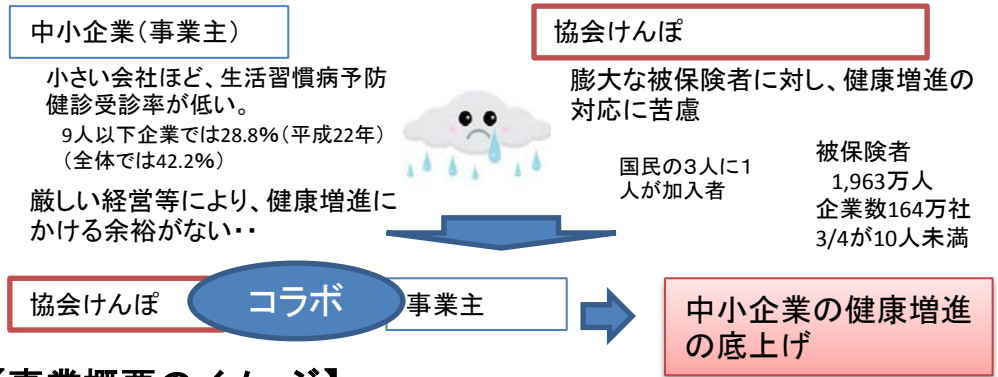 中小企業（事業主）
小さい会社ほど、生活習慣病予防
健診受診率が低い。
9人以下企業では28.8％（平成22年）
（全体では42.2％）
厳しい経営等により、健康増進に
かける余裕がない・・
協会けんぽ
膨大な被保険者に対し、健康増進の
対応に苦慮
国民の３人に１
人が加入者
被保険者
1,963万人
企業数164万社
3/4が10人未満
協会けんぽ
コラボ
事業主
中小企業の健康増進
の底上げ